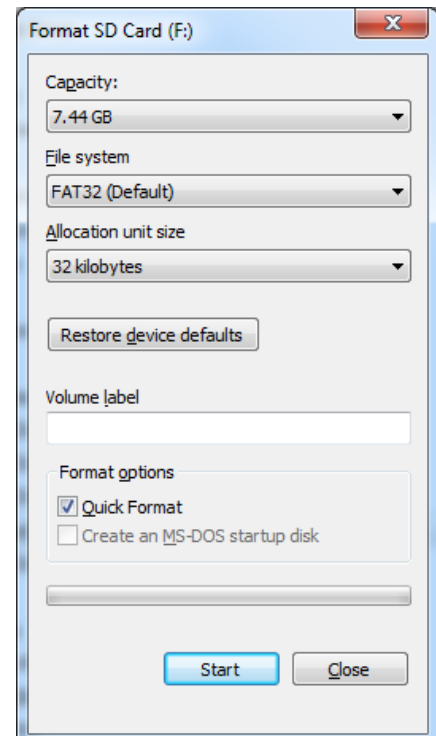 Format SD Card (F:)
Capacity:
7.44 GB
File system
FAT32 (Default)
Allocation unit size
32 kilobytes
Restore device defaults
Volume label
Format options
Quick Format
Create an MS-DOS startup disk
Start Close